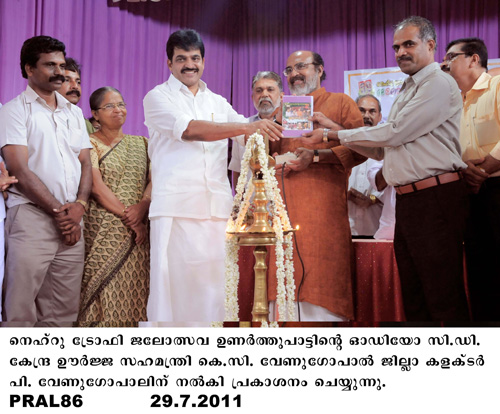 നെഹ്റു ട്രോഫി ജലോത്സവ ഉണർത്തുപാട്ടിന്റെ ഓഡിയോ സി.ഡി.
കേന്ദ്ര ഊർജ്ജ സഹമന്ത്രി കെ.സി. വേണുഗോപാൽ ജില്ലാ കളക്ടർ
പി. വേണുഗോപാലിന് നൽകി പ്രകാശനം ചെയ്യുന്നു.
PRAL86 29.7.2011